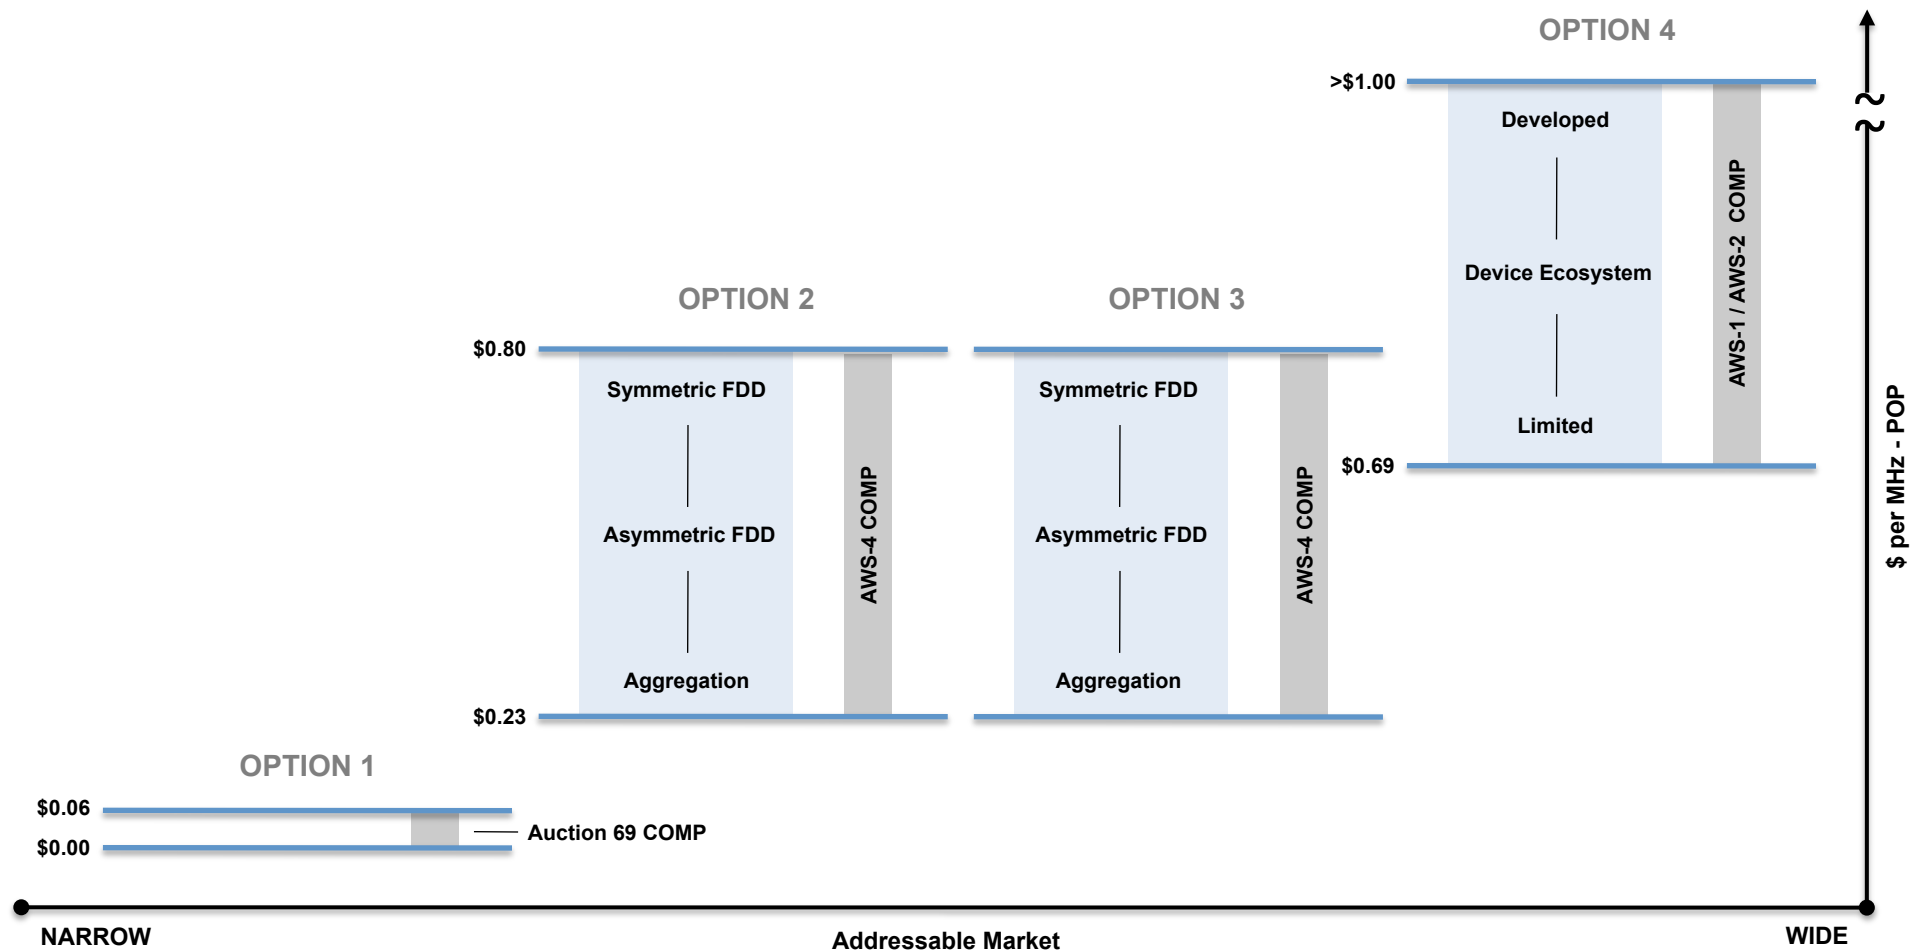 OPTION 4
>$1.00
Developed
Device Ecosystem
Limited
$0.69
AWS-1 / AWS-2 COMP
OPTION 2
$0.80
Symmetric FDD
Asymmetric FDD
Aggregation
$0.23
AWS-4 COMP
OPTION 3
Symmetric FDD
Asymmetric FDD
Aggregation
AWS-4 COMP
$ per MHz - POP
OPTION 1
$0.06
$0.00
Auction 69 COMP
NARROW
Addressable Market
WIDE